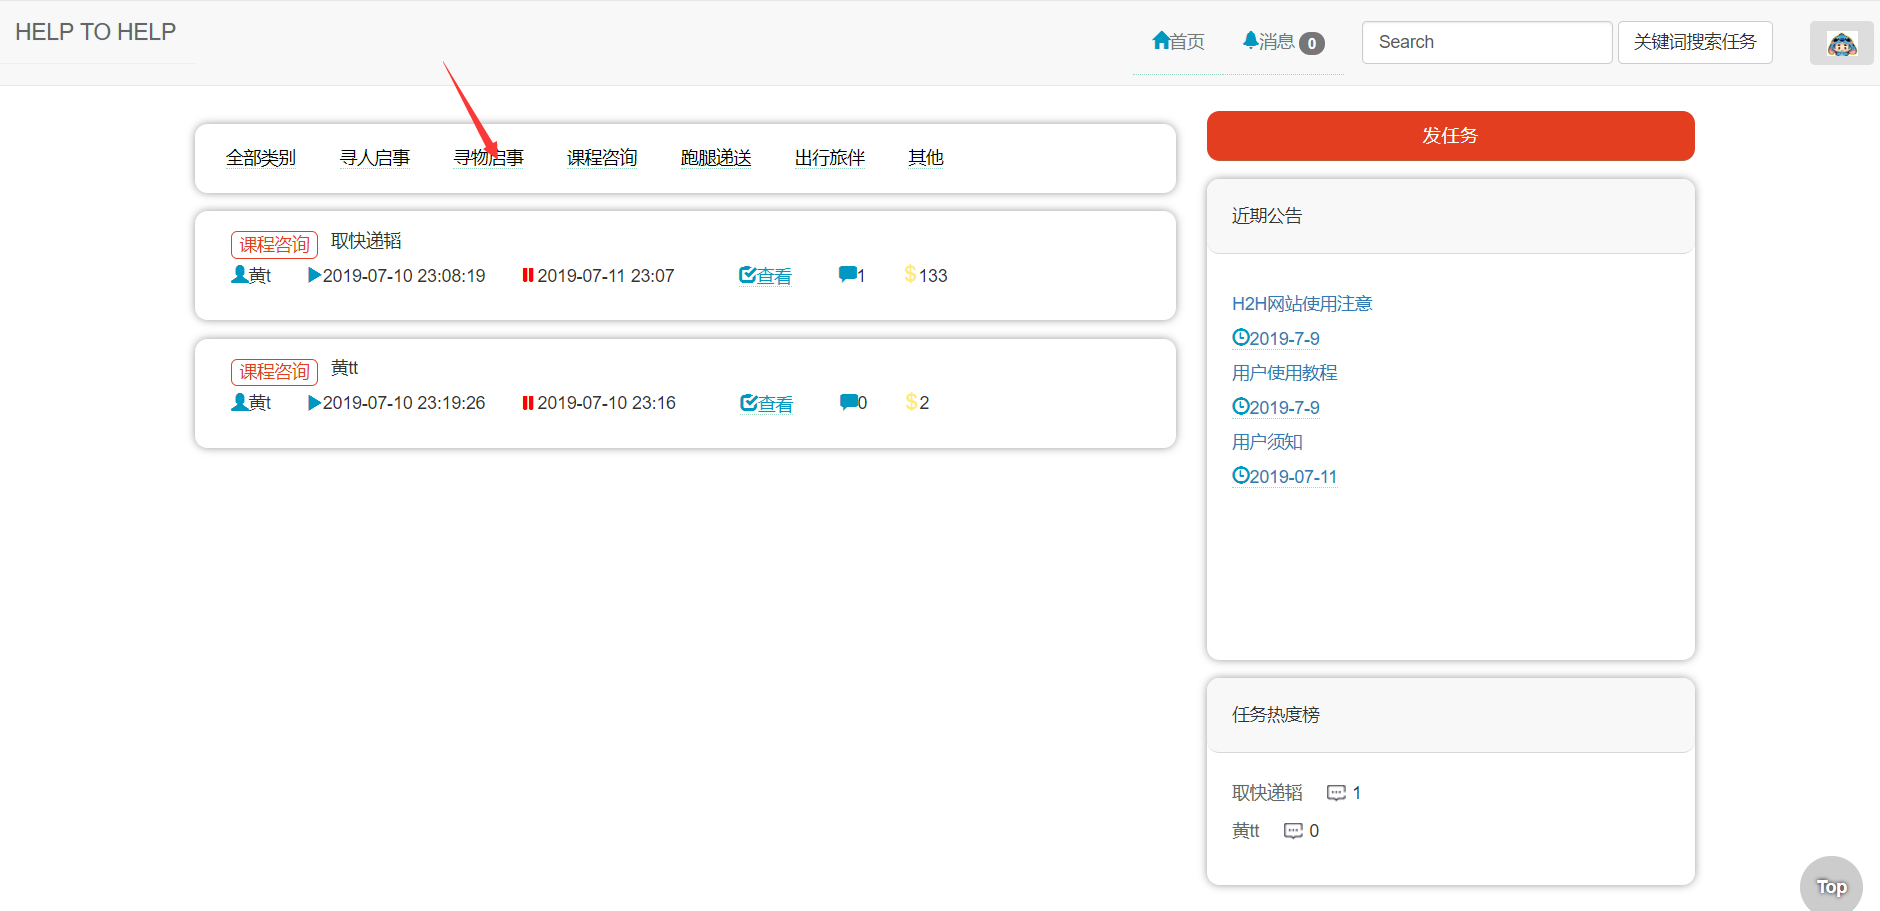 HELP TO HELP
首页 消息 0 Search 关键词搜索任务
全部类别 寻人启事 寻物启事 课程咨询 跑腿递送 出行旅伴 其他
课程咨询 取快递韬
黄t 2019-07-10 23:08:19 2019-07-11 23:07 查看 1 $133
课程咨询 黄tt
黄t 2019-07-10 23:19:26 2019-07-10 23:16 查看 0 $2
发任务
近期公告
H2H网站使用注意
2019-7-9
用户使用教程
2019-7-9
用户须知
2019-07-11
任务热度榜
取快递韬 1
黄tt 0
Top